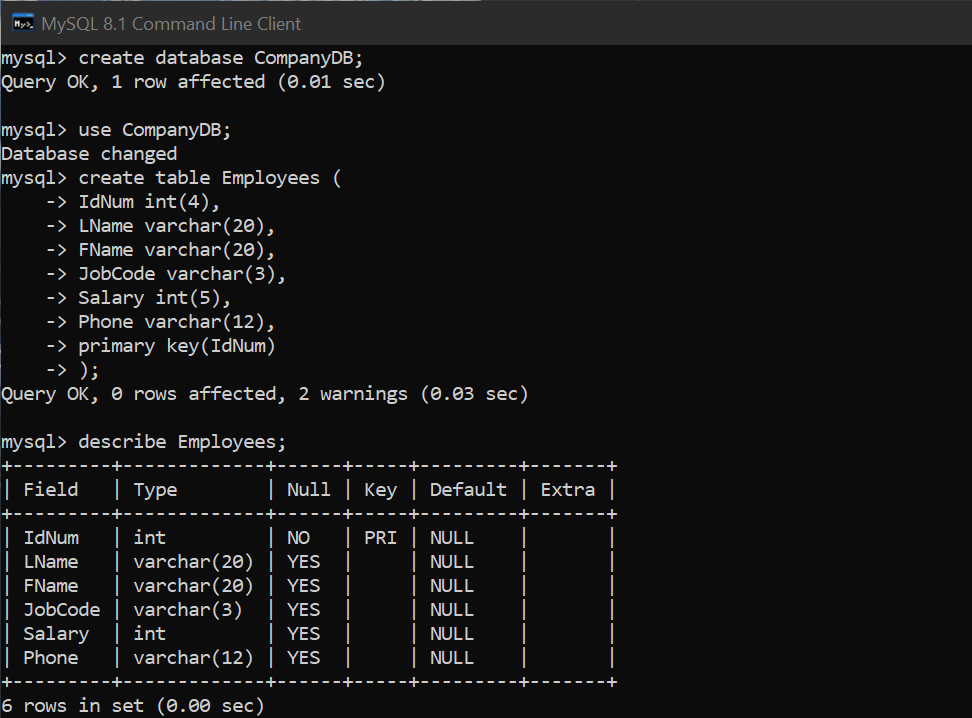 MySQL 8.1 Command Line Client
mysql> create database CompanyDB;
Query OK, 1 row affected (0.01 sec)
mysql> use CompanyDB;
Database changed
mysql> create table Employees (
    -> IdNum int(4),
    -> LName varchar(20),
    -> FName varchar(20),
    -> JobCode varchar(3),
    -> Salary int(5),
    -> Phone varchar(12),
    -> primary key(IdNum)
    -> );
Query OK, 0 rows affected, 2 warnings (0.03 sec)
mysql> describe Employees;
+---------+-------------+------+-----+---------+-------+
| Field   | Type        | Null | Key | Default | Extra |
+---------+-------------+------+-----+---------+-------+
| IdNum   | int         | NO   | PRI | NULL    |       |
| LName   | varchar(20) | YES  |     | NULL    |       |
| FName   | varchar(20) | YES  |     | NULL    |       |
| JobCode | varchar(3)  | YES  |     | NULL    |       |
| Salary  | int         | YES  |     | NULL    |       |
| Phone   | varchar(12) | YES  |     | NULL    |       |
+---------+-------------+------+-----+---------+-------+
6 rows in set (0.00 sec)